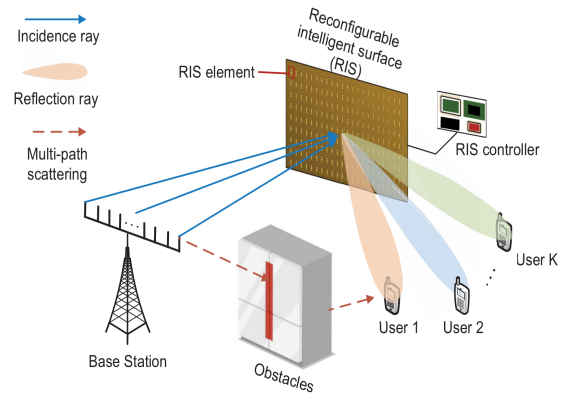 Incidence ray
Reflection ray
Multi-path
scattering
Reconfigurable
intelligent surface
(RIS)
RIS element
RIS controller
...
Base Station
Obstacles
User 1
User 2
...
User K